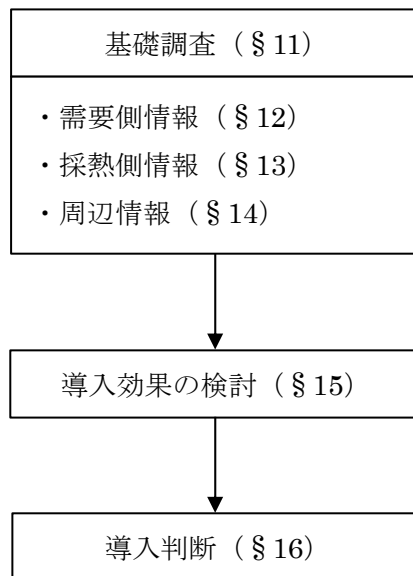 基礎調査（§11）
・需要側情報（§12）
・採熱側情報（§13）
・周辺情報（§14）
導入効果の検討（§15）
導入判断（§16）